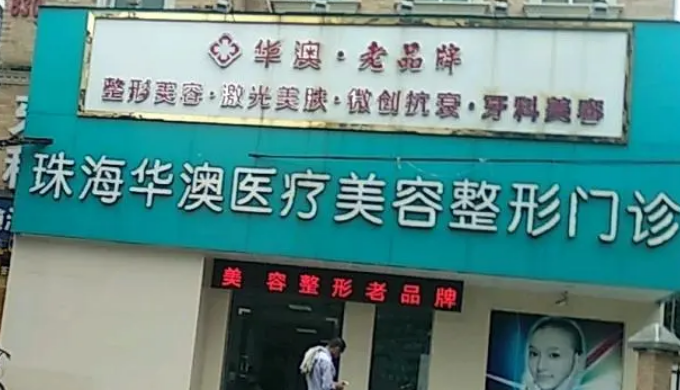 华澳·老品牌
整形美容·激光美肤·微创抗衰·牙科美容
珠海华澳医疗美容整形门诊
美容整形老品牌